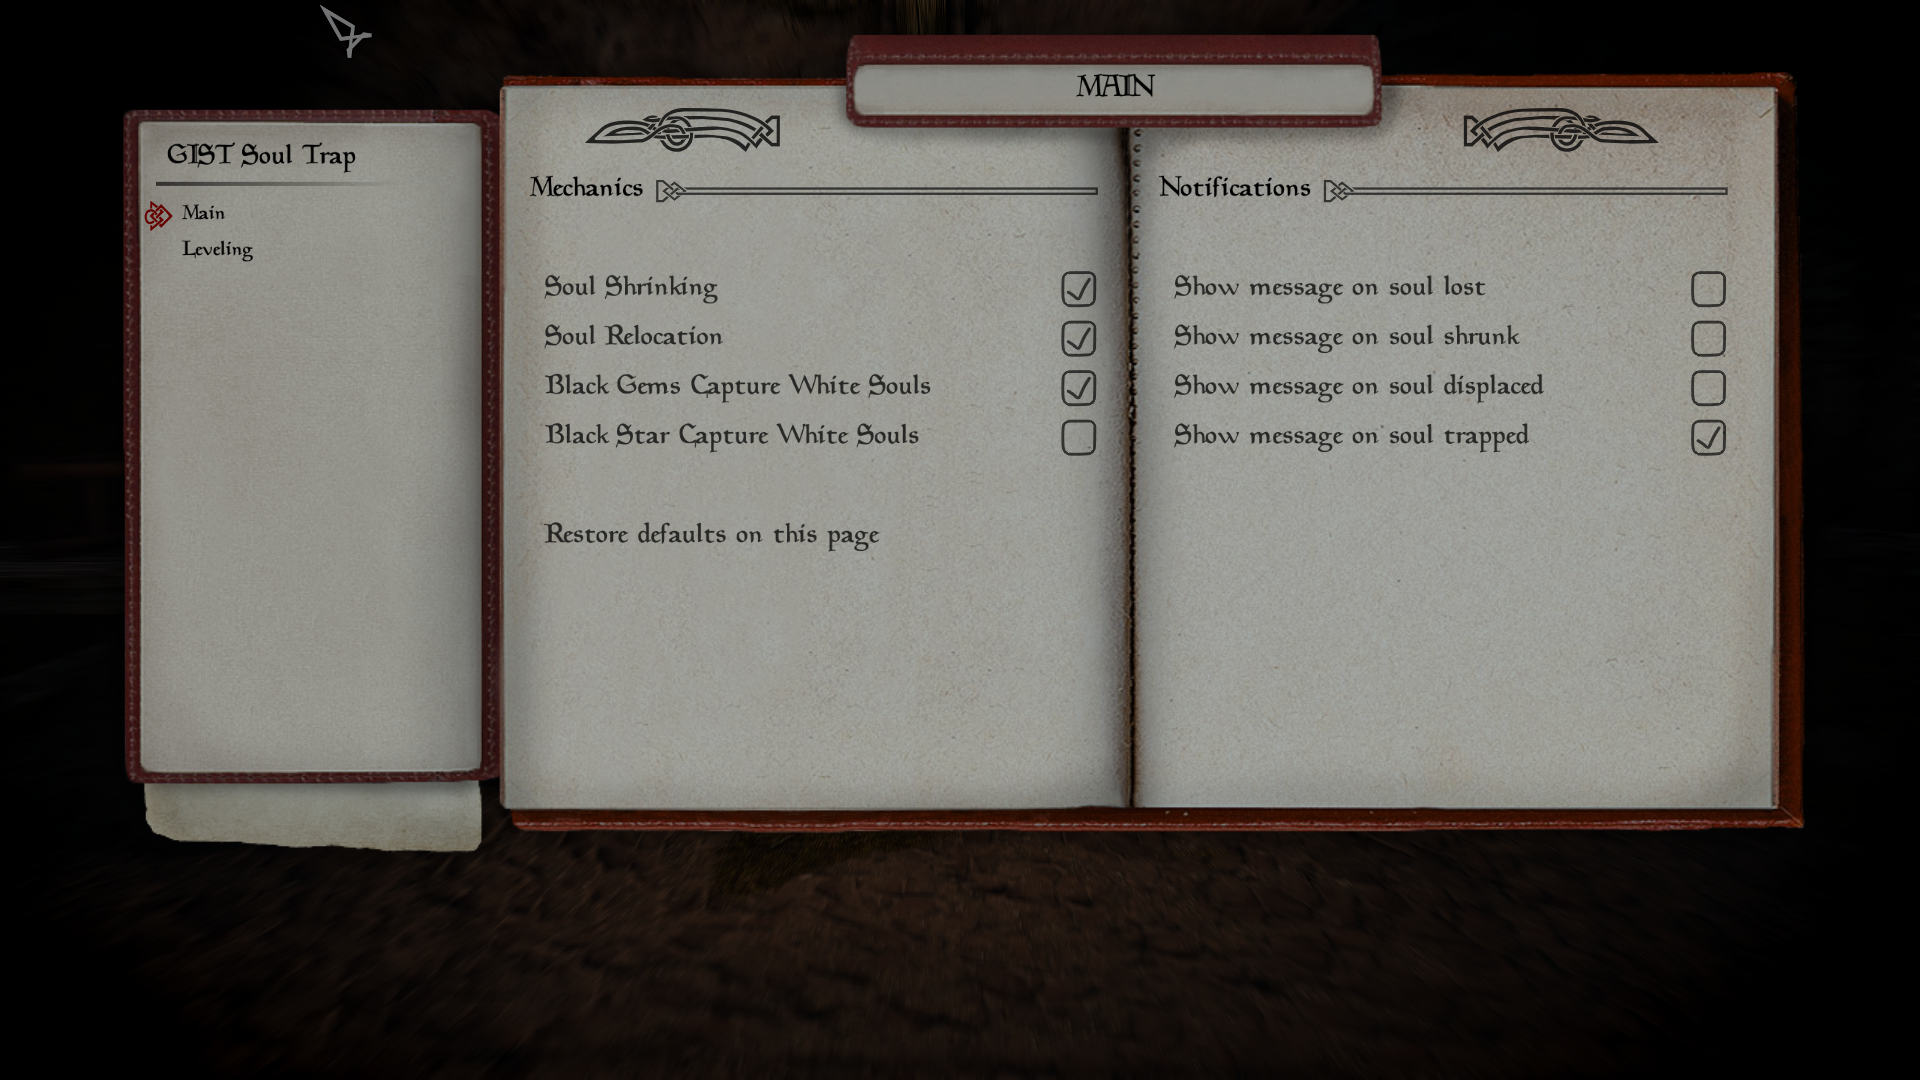 MAIN
GIST Soul Trap
Main
Leveling
Mechanics
Soul Shrinking
Soul Relocation
Black Gems Capture White Souls
Black Star Capture White Souls
Restore defaults on this page
Notifications
Show message on soul lost
Show message on soul shrunk
Show message on soul displaced
Show message on soul trapped